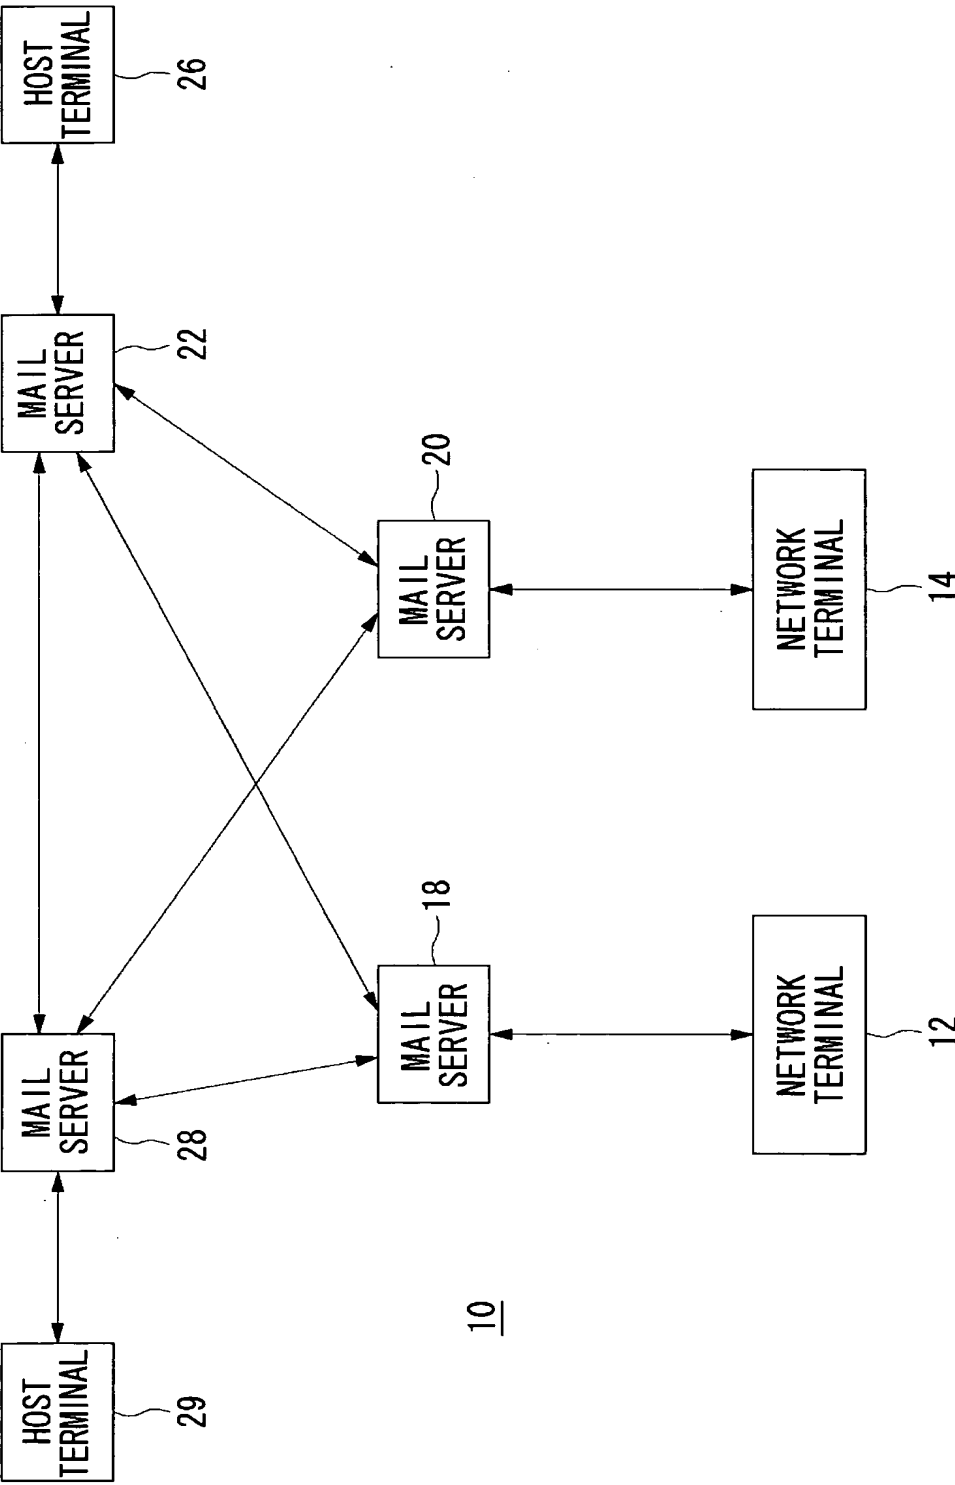 HOST
TERMINAL
29
MAIL
SERVER
28
MAIL
SERVER
22
HOST
TERMINAL
26
MAIL
SERVER
18
MAIL
SERVER
20
10
NETWORK
TERMINAL
12
NETWORK
TERMINAL
14